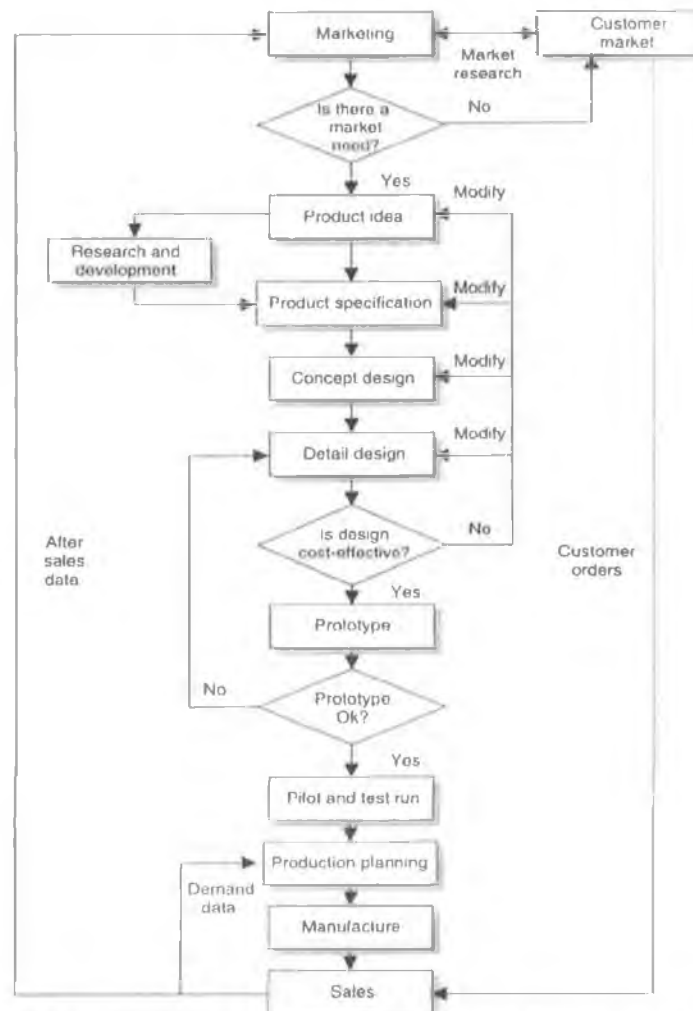 Marketing
Customer
market
Market
research
Is there a
market
need?
No
Yes
Modify
Product idea
Research and
development
Modify
Product specification
Modify
Concept design
Modify
Detail design
Is design
cost-effective?
No
After
sales
data
Customer
orders
Yes
Prototype
No
Prototype
Ok?
Yes
Pilot and test run
Production planning
Demand
data
Manufacture
Sales